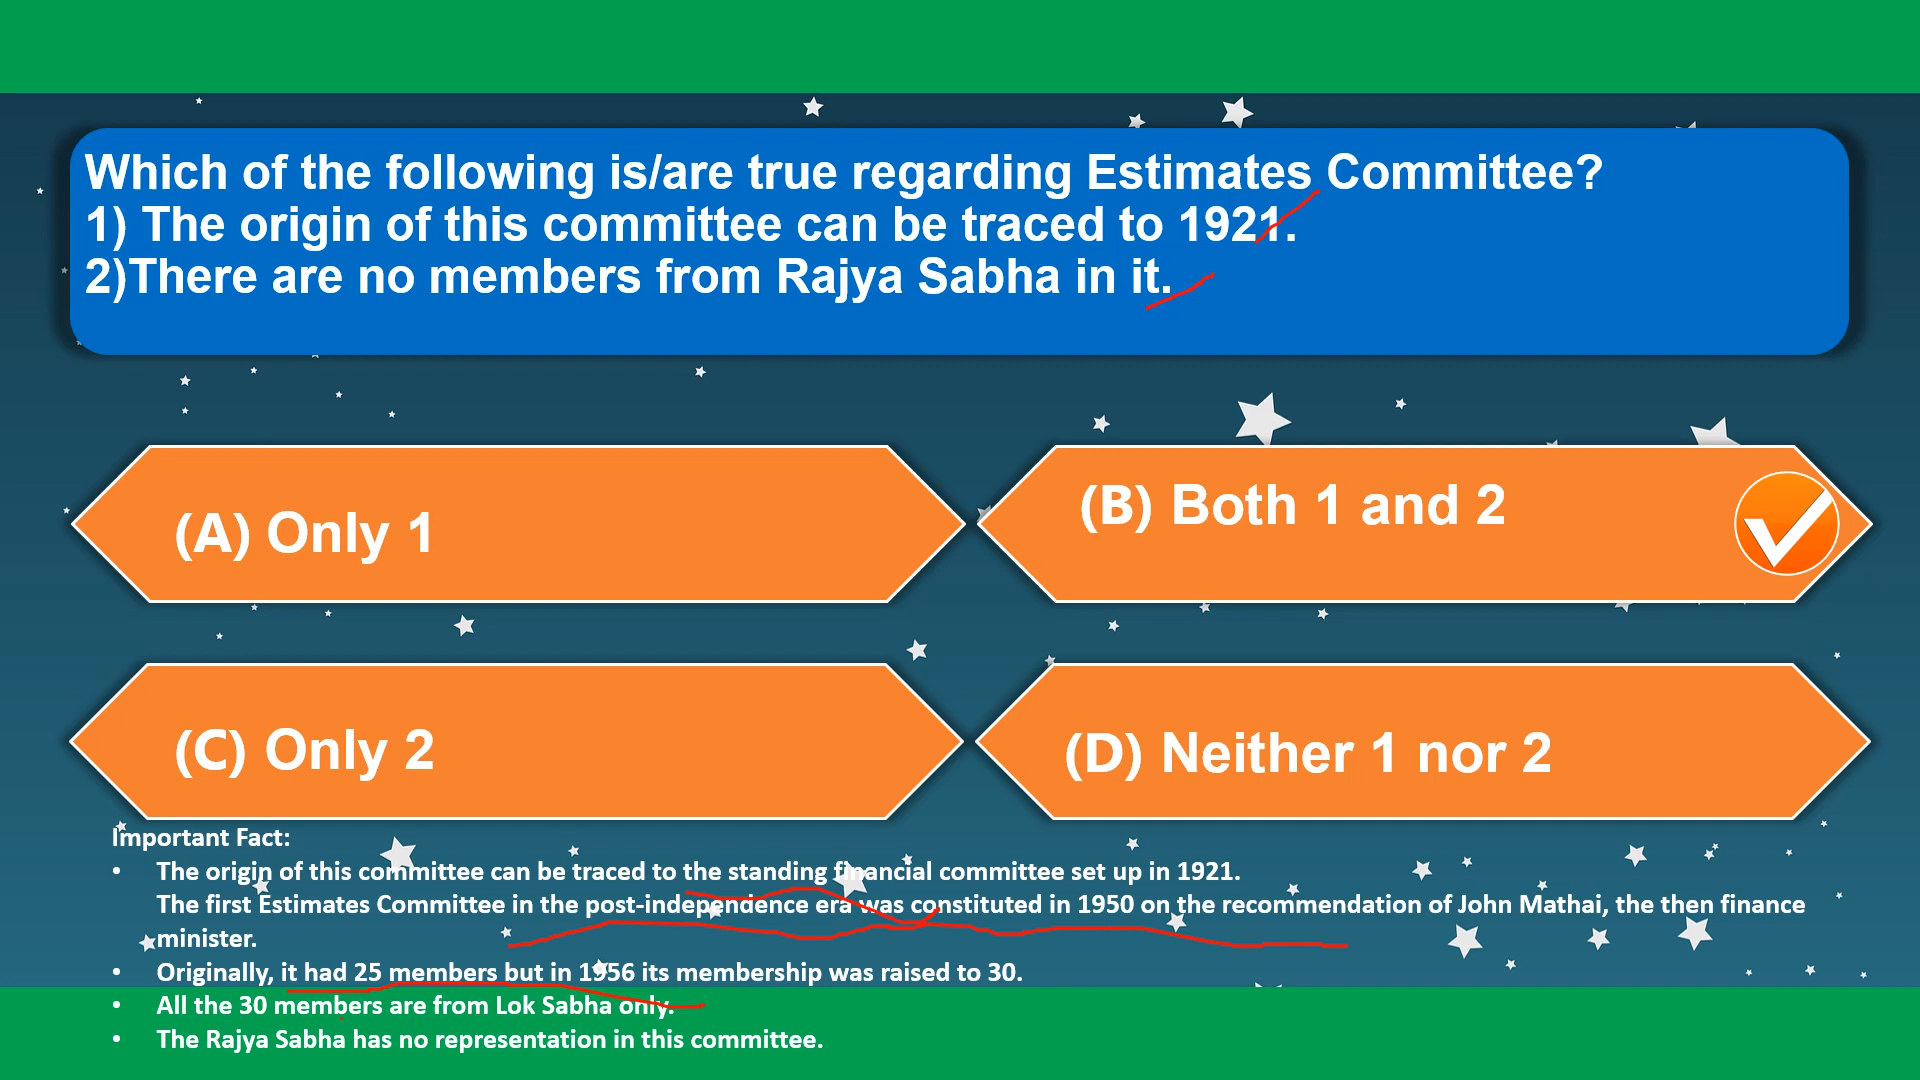 Which of the following is/are true regarding Estimates Committee?
1) The origin of this committee can be traced to 1921.
2)There are no members from Rajya Sabha in it.
(A) Only 1
(B) Both 1 and 2
(C) Only 2
(D) Neither 1 nor 2
Important Fact:
• The origin of this committee can be traced to the standing financial committee set up in 1921.
The first Estimates Committee in the post-independence era was constituted in 1950 on the recommendation of John Mathai, the then finance
minister.
• Originally, it had 25 members but in 1956 its membership was raised to 30.
• All the 30 members are from Lok Sabha only.
• The Rajya Sabha has no representation in this committee.